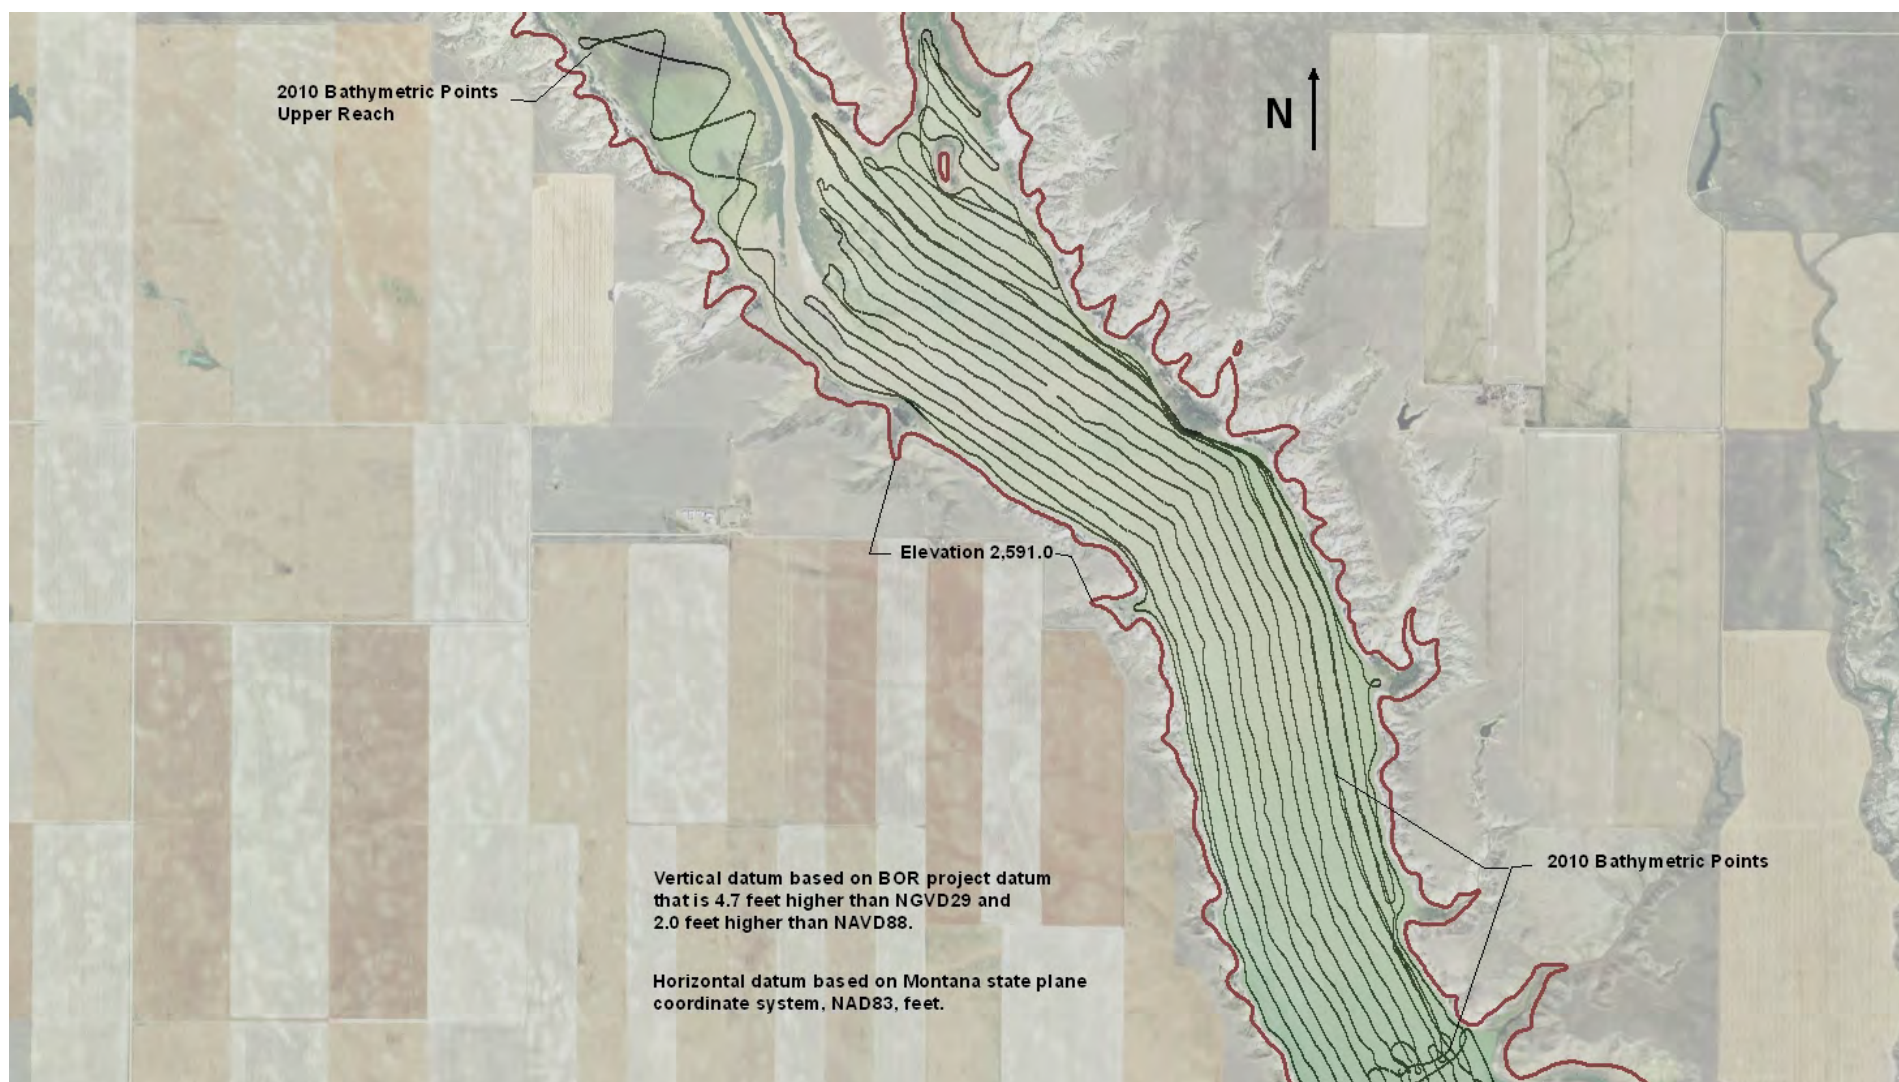 2010 Bathymetric Points
Upper Reach
N
Elevation 2,591.0
2010 Bathymetric Points
Vertical datum based on BOR project datum
that is 4.7 feet higher than NGVD29 and
2.0 feet higher than NAVD88.
Horizontal datum based on Montana state plane
coordinate system, NAD83, feet.